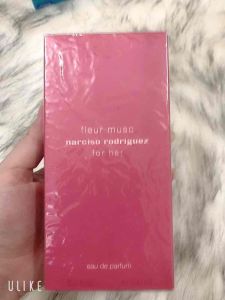 fleur musc
narciso rodriguez
for her
eau de parfum
ULIKE